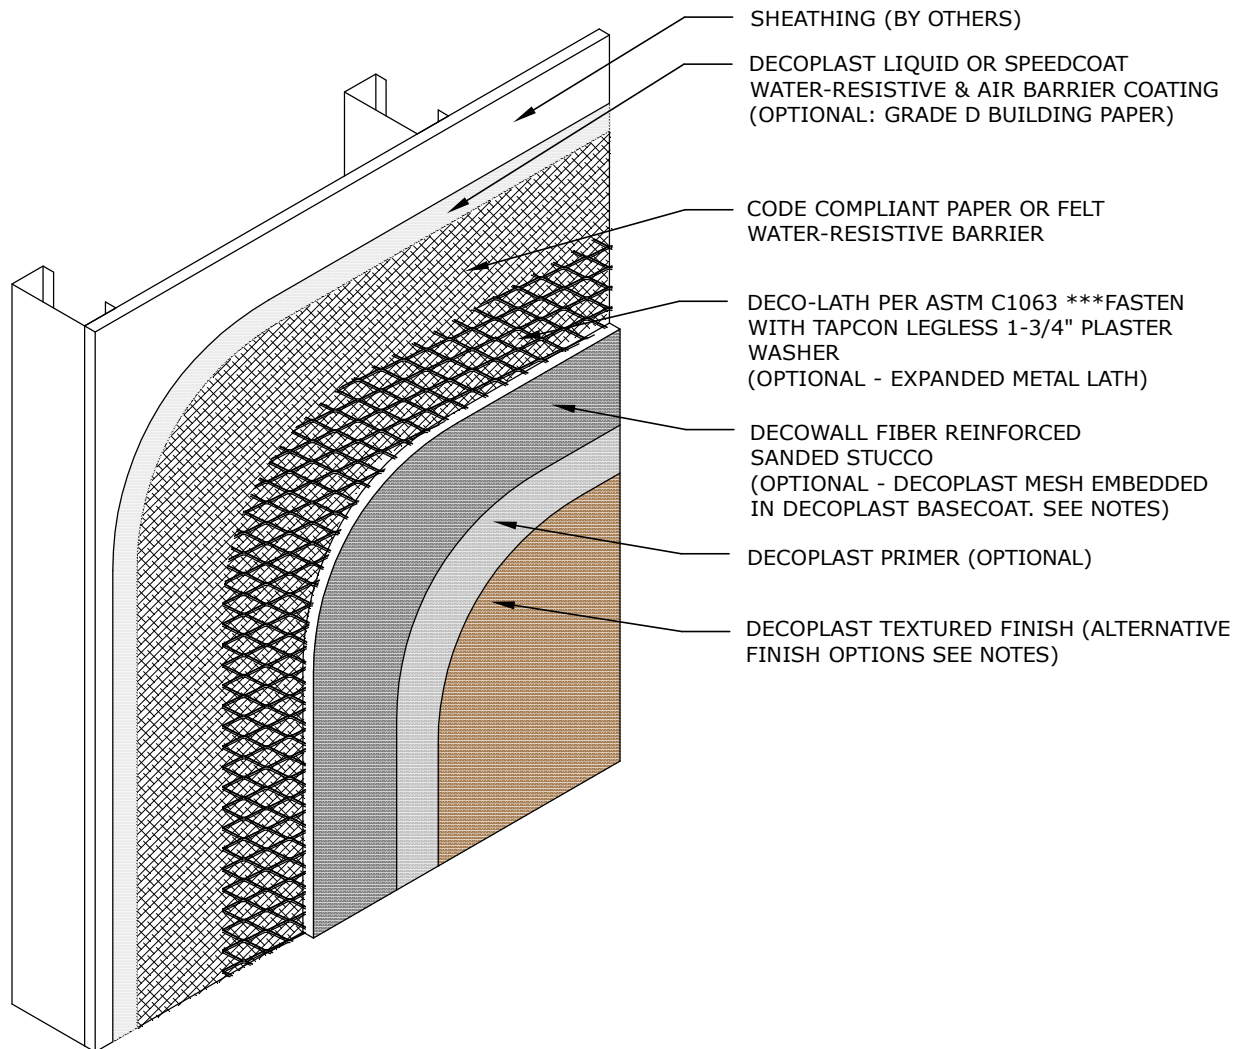 SHEATHING (BY OTHERS)
DECOPLAST LIQUID OR SPEEDCOAT
WATER-RESISTIVE & AIR BARRIER COATING
(OPTIONAL: GRADE D BUILDING PAPER)
CODE COMPLIANT PAPER OR FELT
WATER-RESISTIVE BARRIER
DECO-LATH PER ASTM C1063 ***FASTEN
WITH TAPCON LEGLESS 1-3/4" PLASTER
WASHER
(OPTIONAL - EXPANDED METAL LATH)
DECOWALL FIBER REINFORCED
SANDED STUCCO
(OPTIONAL - DECOPLAST MESH EMBEDDED
IN DECOPLAST BASECOAT. SEE NOTES)
DECOPLAST PRIMER (OPTIONAL)
DECOPLAST TEXTURED FINISH (ALTERNATIVE
FINISH OPTIONS SEE NOTES)